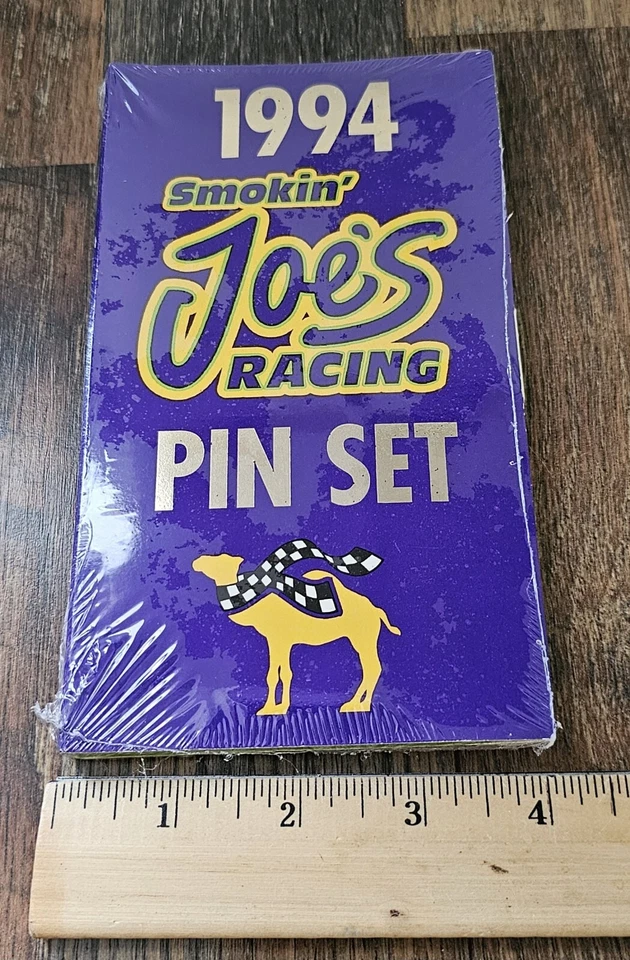 1994
Smokin'
Joe's
RACING
PIN SET
1 2 3 4